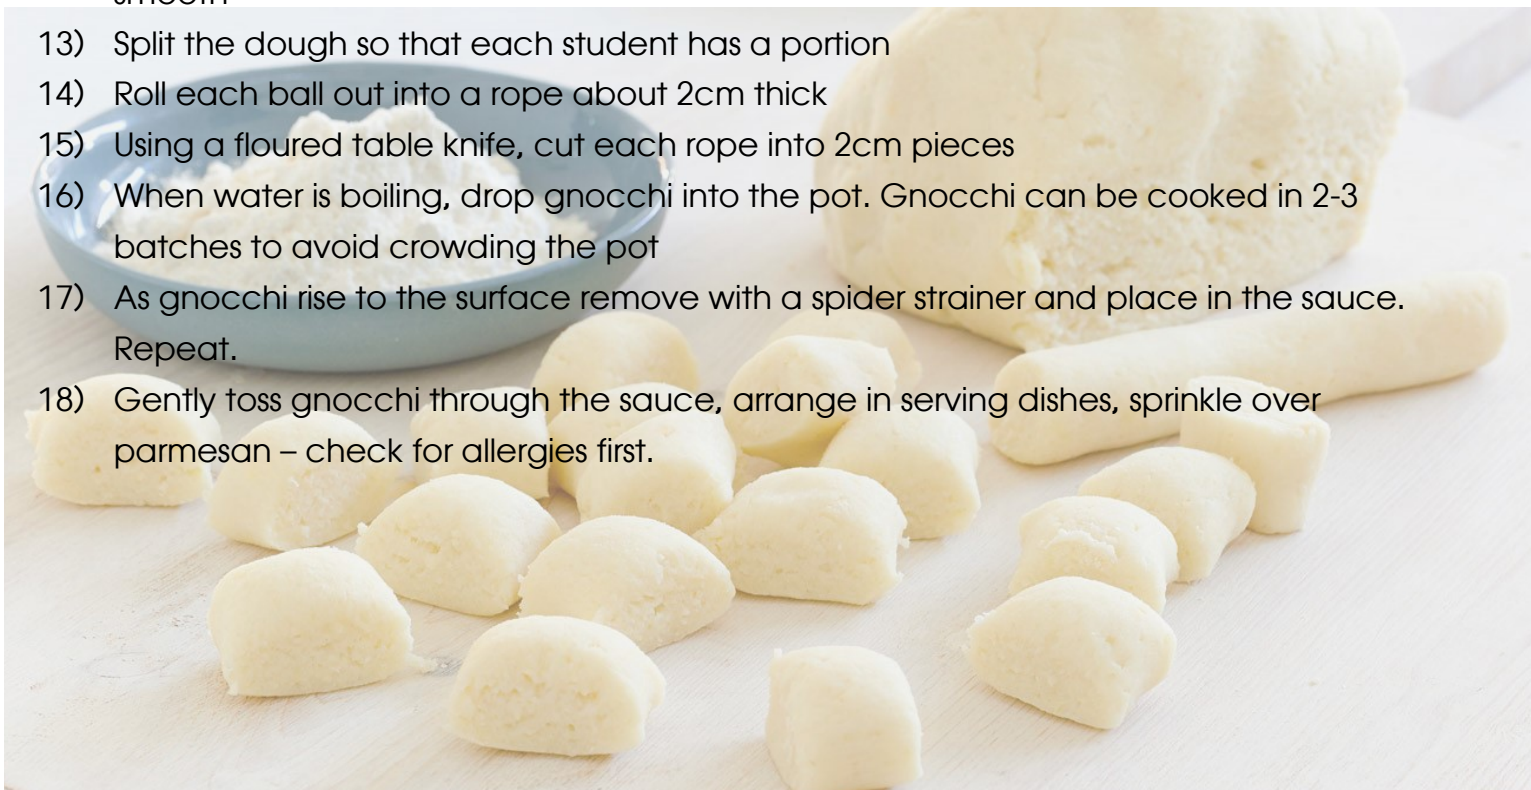 smooth
13) Split the dough so that each student has a portion
14) Roll each ball out into a rope about 2cm thick
15) Using a floured table knife, cut each rope into 2cm pieces
16) When water is boiling, drop gnocchi into the pot. Gnocchi can be cooked in 2-3
batches to avoid crowding the pot
17) As gnocchi rise to the surface remove with a spider strainer and place in the sauce.
Repeat.
18) Gently toss gnocchi through the sauce, arrange in serving dishes, sprinkle over
parmesan – check for allergies first.